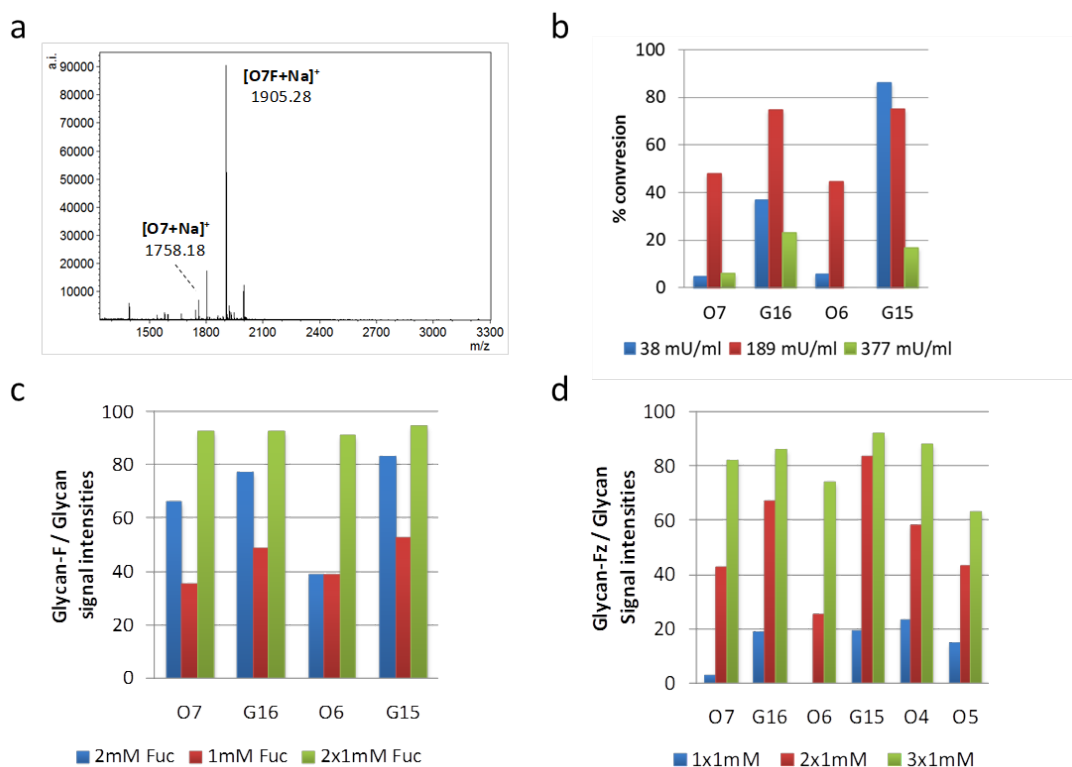 a
a.i.
90000
80000
70000
60000
50000
40000
30000
20000
10000
[O7F+Na]⁺
1905.28
[O7+Na]⁺
1758.18
1500
1800
2100
2400
2700
3000
3300
m/z
b
% convresion
100
80
60
40
20
0
O7 G16 O6 G15
38 mU/ml 189 mU/ml 377 mU/ml
c
Glycan-F / Glycan
signal intensities
100
80
60
40
20
0
O7 G16 O6 G15
2mM Fuc 1mM Fuc 2x1mM Fuc
d
Glycan-Fz / Glycan
Signal intensities
100
80
60
40
20
0
O7 G16 O6 G15 O4 O5
1x1mM 2x1mM 3x1mM